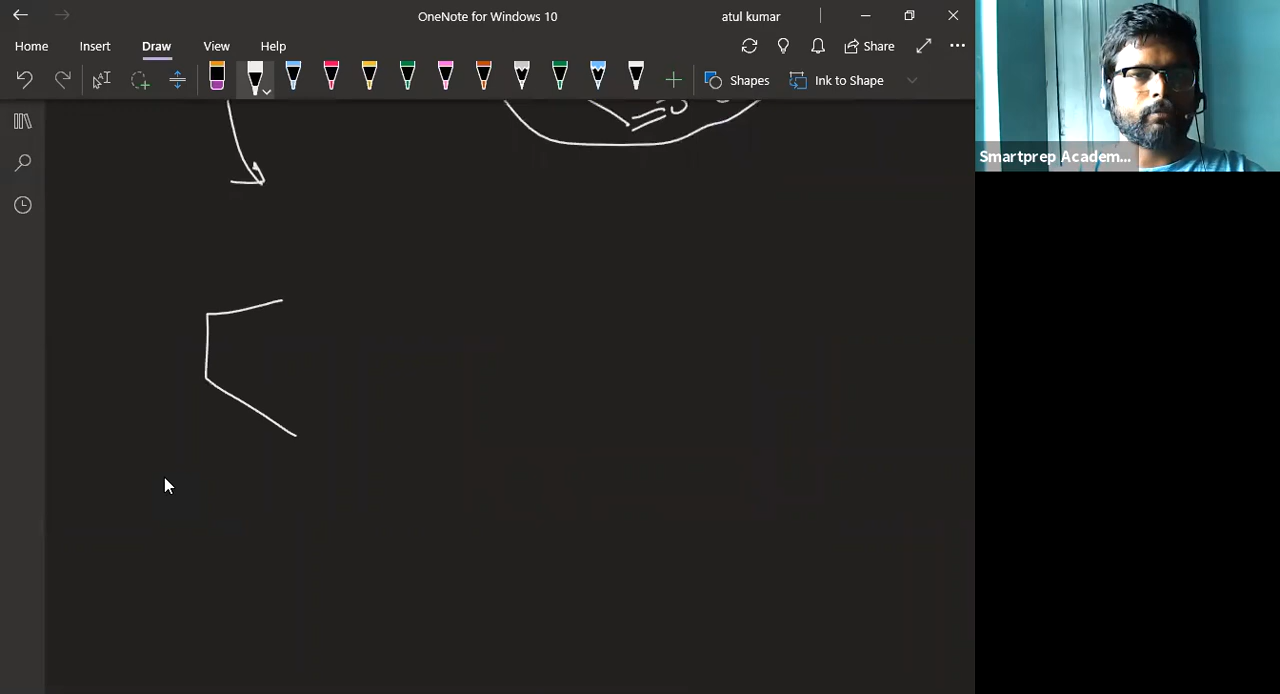 OneNote for Windows 10
atul kumar
Home Insert Draw View Help
Share
Shapes
Ink to Shape
Smartprep Academ...